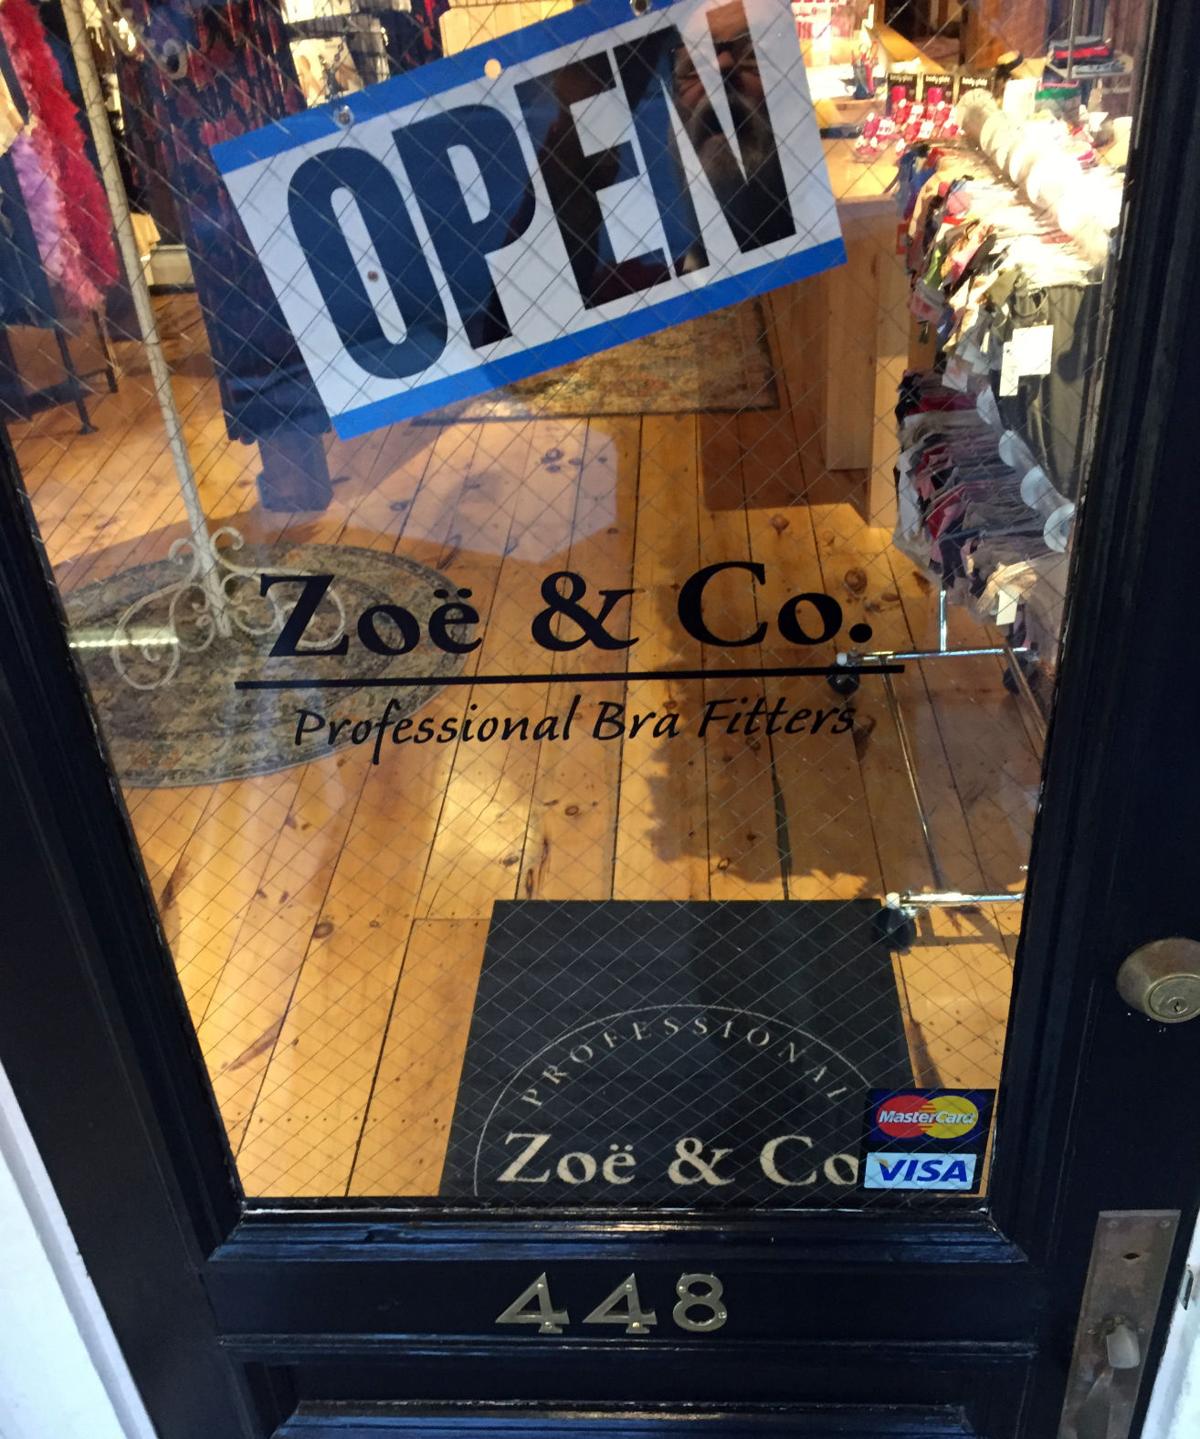 OPEN
Zoë & Co.
Professional Bra Fitters
PROFESSIONAL
Zoë & Co
MasterCard
VISA
448